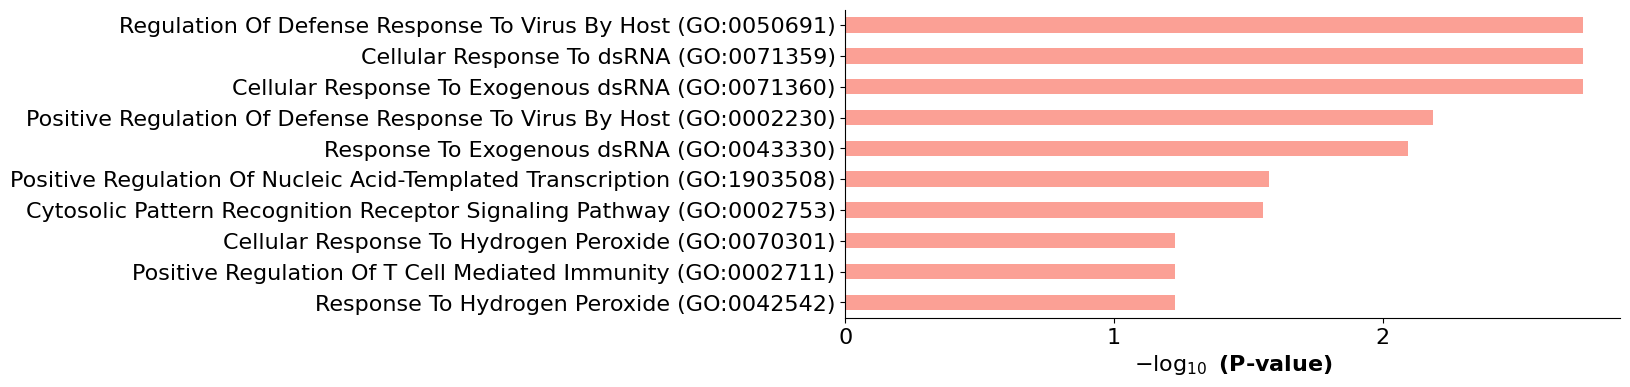 Regulation Of Defense Response To Virus By Host (GO:0050691)
Cellular Response To dsRNA (GO:0071359)
Cellular Response To Exogenous dsRNA (GO:0071360)
Positive Regulation Of Defense Response To Virus By Host (GO:0002230)
Response To Exogenous dsRNA (GO:0043330)
Positive Regulation Of Nucleic Acid-Templated Transcription (GO:1903508)
Cytosolic Pattern Recognition Receptor Signaling Pathway (GO:0002753)
Cellular Response To Hydrogen Peroxide (GO:0070301)
Positive Regulation Of T Cell Mediated Immunity (GO:0002711)
Response To Hydrogen Peroxide (GO:0042542)
0 1 2
−log₁₀ (P-value)